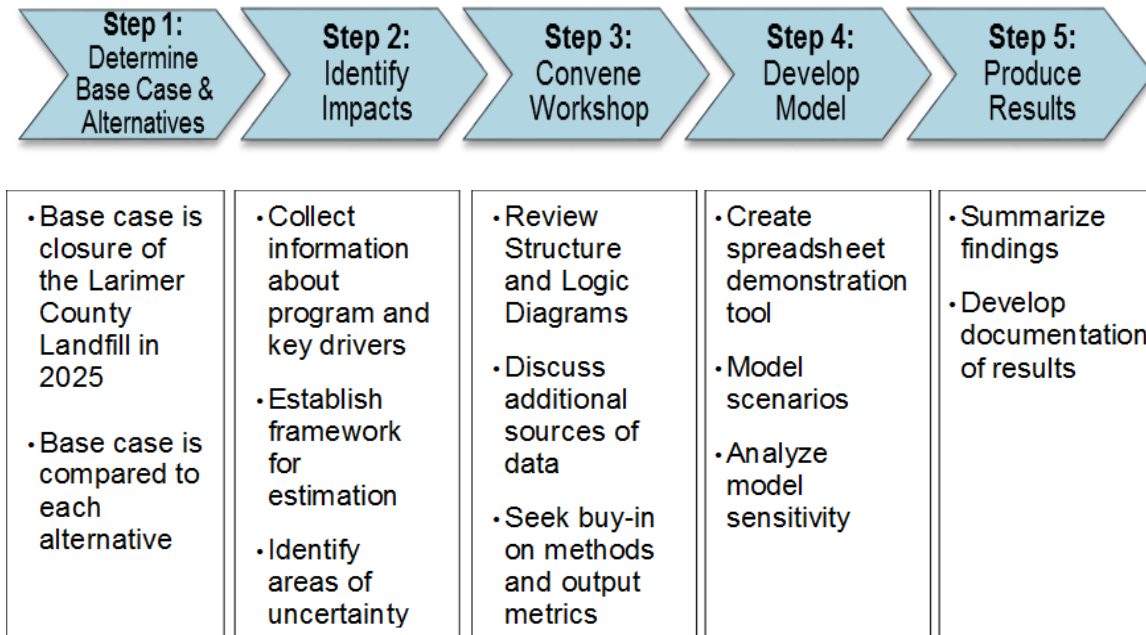 Step 1:
Determine
Base Case &
Alternatives
Step 2:
Identify
Impacts
Step 3:
Convene
Workshop
Step 4:
Develop
Model
Step 5:
Produce
Results
• Base case is
closure of
the Larimer
County
Landfill in
2025
• Base case is
compared to
each
alternative
• Collect
information
about
program and
key drivers
• Establish
framework
for
estimation
• Identify
areas of
uncertainty
• Review
Structure
and Logic
Diagrams
• Discuss
additional
sources of
data
• Seek buy-in
on methods
and output
metrics
• Create
spreadsheet
demonstration
tool
• Model
scenarios
• Analyze
model
sensitivity
• Summarize
findings
• Develop
documentation
of results